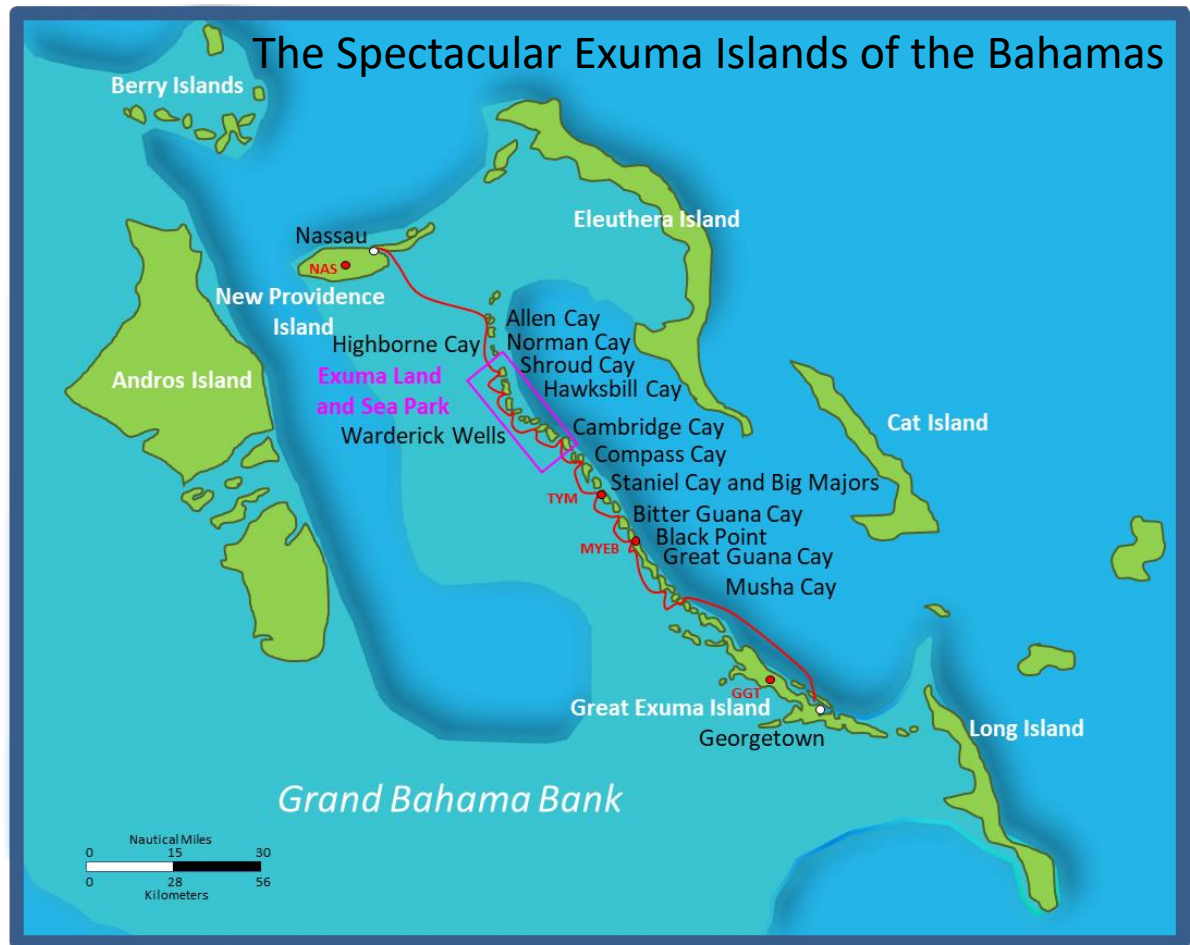 The Spectacular Exuma Islands of the Bahamas
Berry Islands
Eleuthera Island
Nassau
NAS
New Providence
Island
Allen Cay
Highborne Cay
Norman Cay
Shroud Cay
Exuma Land
and Sea Park
Hawksbill Cay
Andros Island
Warderick Wells
Cambridge Cay
Cat Island
Compass Cay
Staniel Cay and Big Majors
TYM
Bitter Guana Cay
Black Point
MYEB
Great Guana Cay
Musha Cay
GGT
Great Exuma Island
Georgetown
Long Island
Grand Bahama Bank
Nautical Miles
0 15 30
0 28 56
Kilometers